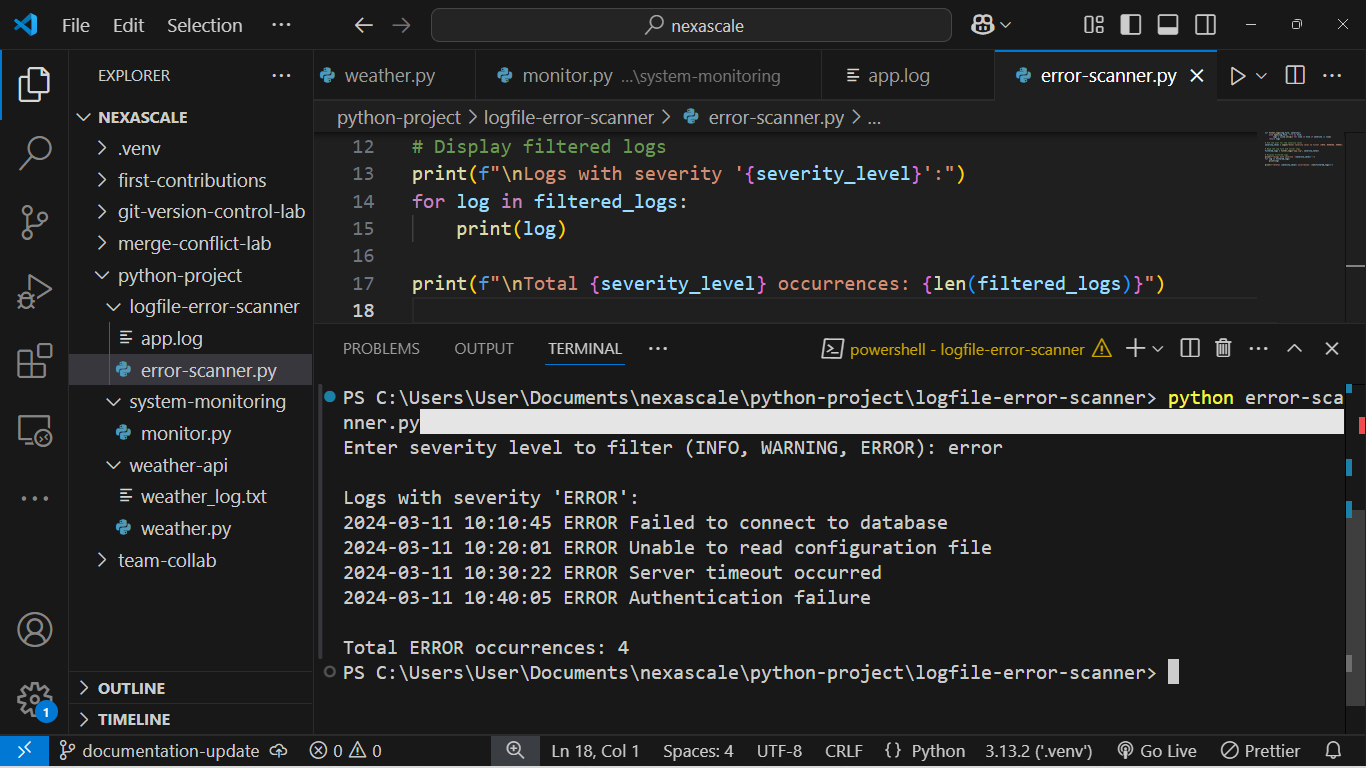 File Edit Selection ··· nexascale
EXPLORER ···
NEXASCALE
.venv
first-contributions
git-version-control-lab
merge-conflict-lab
python-project
logfile-error-scanner
app.log
error-scanner.py
system-monitoring
monitor.py
weather-api
weather_log.txt
weather.py
team-collab
OUTLINE
TIMELINE
1
weather.py monitor.py ...\system-monitoring app.log error-scanner.py
python-project > logfile-error-scanner > error-scanner.py > ...
12 # Display filtered logs
13 print(f"\nLogs with severity '{severity_level}':")
14 for log in filtered_logs:
15     print(log)
16
17 print(f"\nTotal {severity_level} occurrences: {len(filtered_logs)}")
18
PROBLEMS OUTPUT TERMINAL ··· powershell - logfile-error-scanner
PS C:\Users\User\Documents\nexascale\python-project\logfile-error-scanner> python error-sca
nner.py
Enter severity level to filter (INFO, WARNING, ERROR): error
Logs with severity 'ERROR':
2024-03-11 10:10:45 ERROR Failed to connect to database
2024-03-11 10:20:01 ERROR Unable to read configuration file
2024-03-11 10:30:22 ERROR Server timeout occurred
2024-03-11 10:40:05 ERROR Authentication failure
Total ERROR occurrences: 4
PS C:\Users\User\Documents\nexascale\python-project\logfile-error-scanner>
documentation-update 0 0 Ln 18, Col 1 Spaces: 4 UTF-8 CRLF {} Python 3.13.2 ('.venv') Go Live Prettier